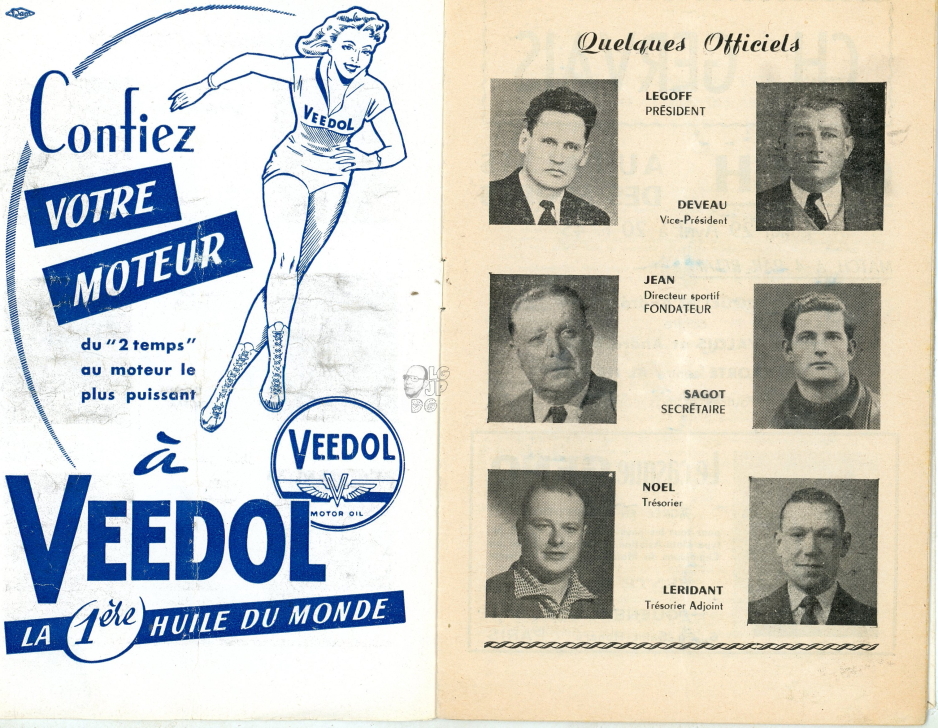 Confiez
VOTRE
MOTEUR
VEEDOL
du "2 temps"
au moteur le
plus puissant
à
VEEDOL
MOTOR OIL
VEEDOL
LA 1ère HUILE DU MONDE
Quelques Officiels
LEGOFF
PRÉSIDENT
DEVEAU
Vice-Président
JEAN
Directeur sportif
FONDATEUR
SAGOT
SECRÉTAIRE
NOEL
Trésorier
LERIDANT
Trésorier Adjoint